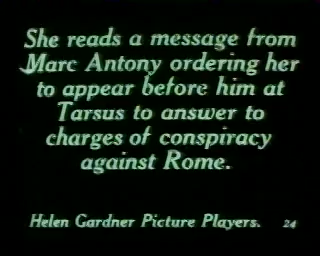 She reads a message from
Marc Antony ordering her
to appear before him at
Tarsus to answer to
charges of conspiracy
against Rome.
Helen Gardner Picture Players. 24